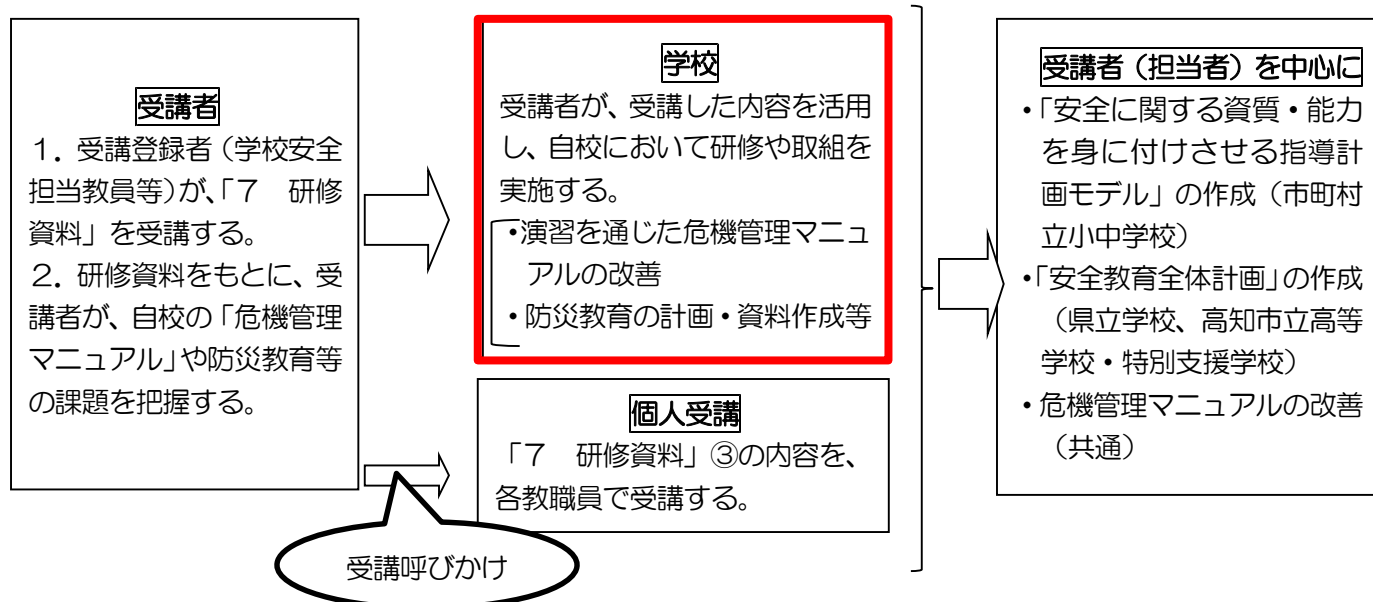 受講者
1．受講登録者（学校安全
担当教員等）が、「7　研修
資料」を受講する。
2．研修資料をもとに、受
講者が、自校の「危機管理
マニュアル」や防災教育等
の課題を把握する。
学校
受講者が、受講した内容を活用
し、自校において研修や取組を
実施する。
・演習を通じた危機管理マニュ
アルの改善
・防災教育の計画・資料作成等
個人受講
「7　研修資料」③の内容を、
各教職員で受講する。
受講呼びかけ
受講者（担当者）を中心に
・「安全に関する資質・能力
を身に付けさせる指導計
画モデル」の作成（市町村
立小中学校）
・「安全教育全体計画」の作成
（県立学校、高知市立高等
学校・特別支援学校）
・危機管理マニュアルの改善
（共通）